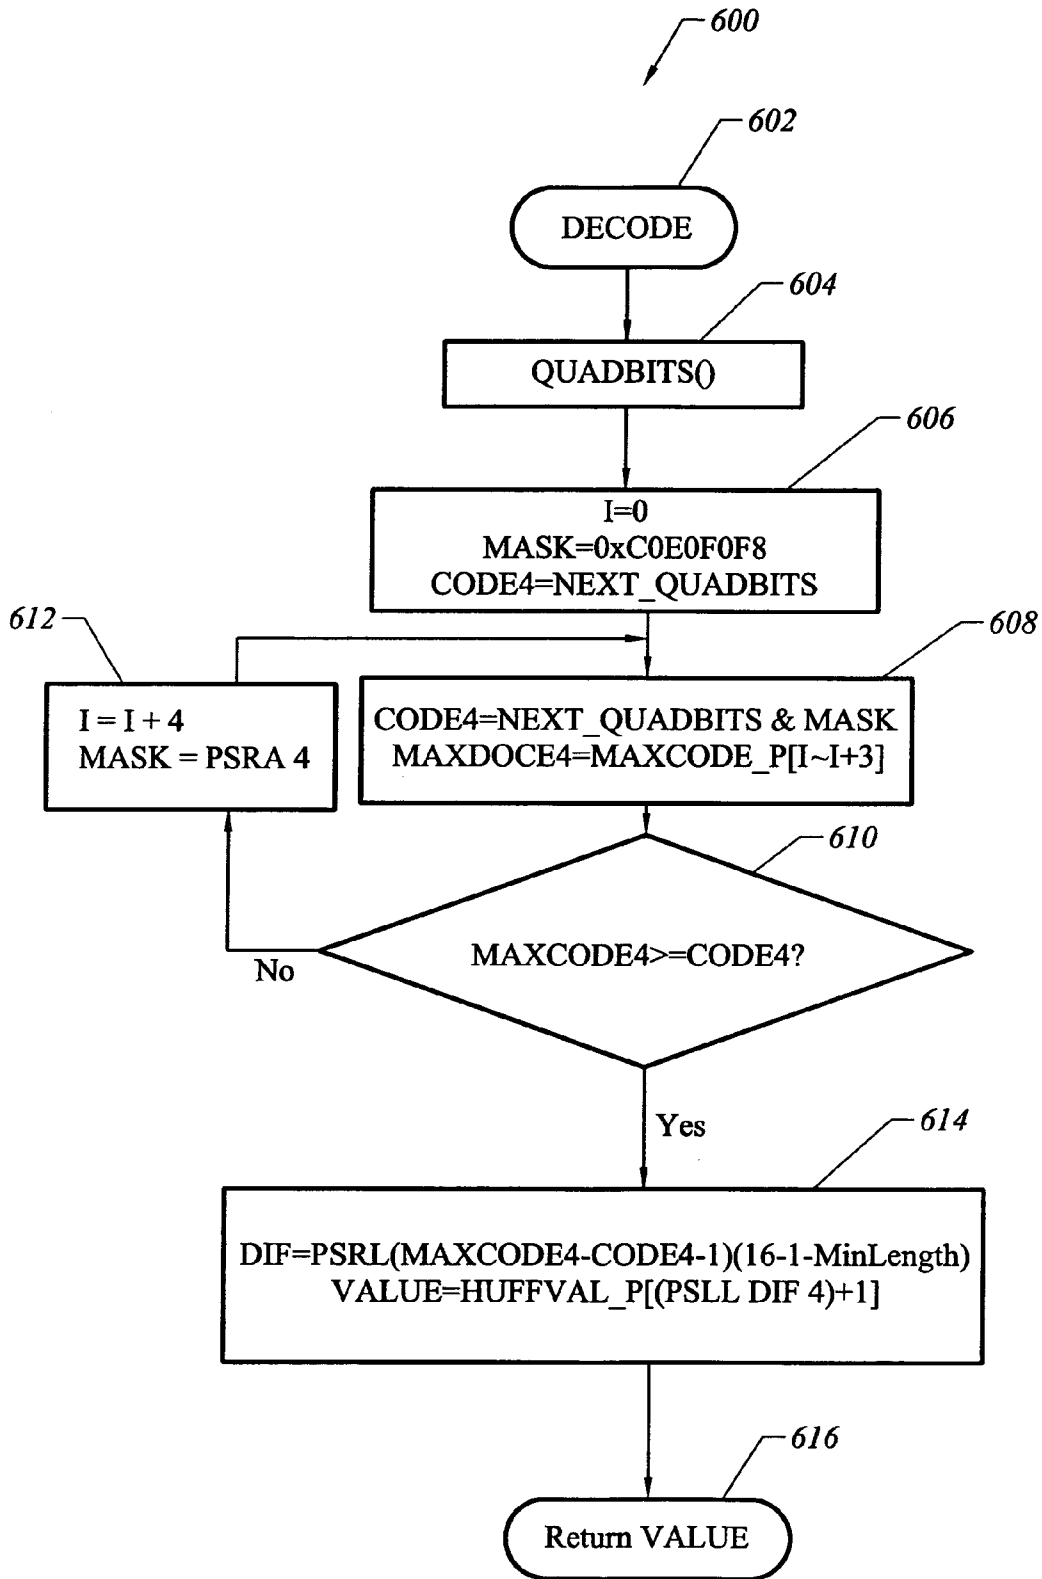 600
602
DECODE
604
QUADBITS()
606
I=0
MASK=0xC0E0F0F8
CODE4=NEXT_QUADBITS
612
608
I = I + 4
MASK = PSRA 4
CODE4=NEXT_QUADBITS & MASK
MAXDOCE4=MAXCODE_P[I~I+3]
610
MAXCODE4>=CODE4?
No
Yes
614
DIF=PSRL(MAXCODE4-CODE4-1)(16-1-MinLength)
VALUE=HUFFVAL_P[(PSLL DIF 4)+1]
616
Return VALUE